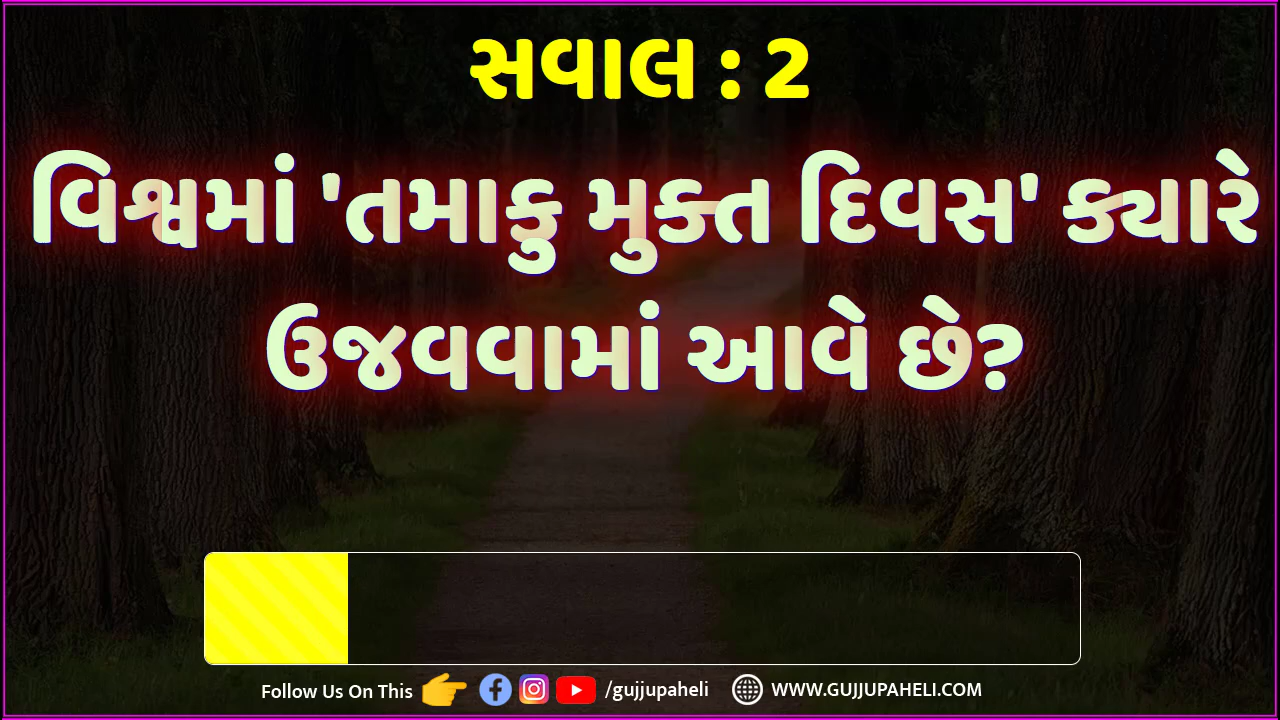 સવાલ : 2
વિશ્વમાં 'તમાકુ મુક્ત દિવસ' ક્યારે
ઉજવવામાં આવે છે?
Follow Us On This /gujjupaheli WWW.GUJJUPAHELI.COM